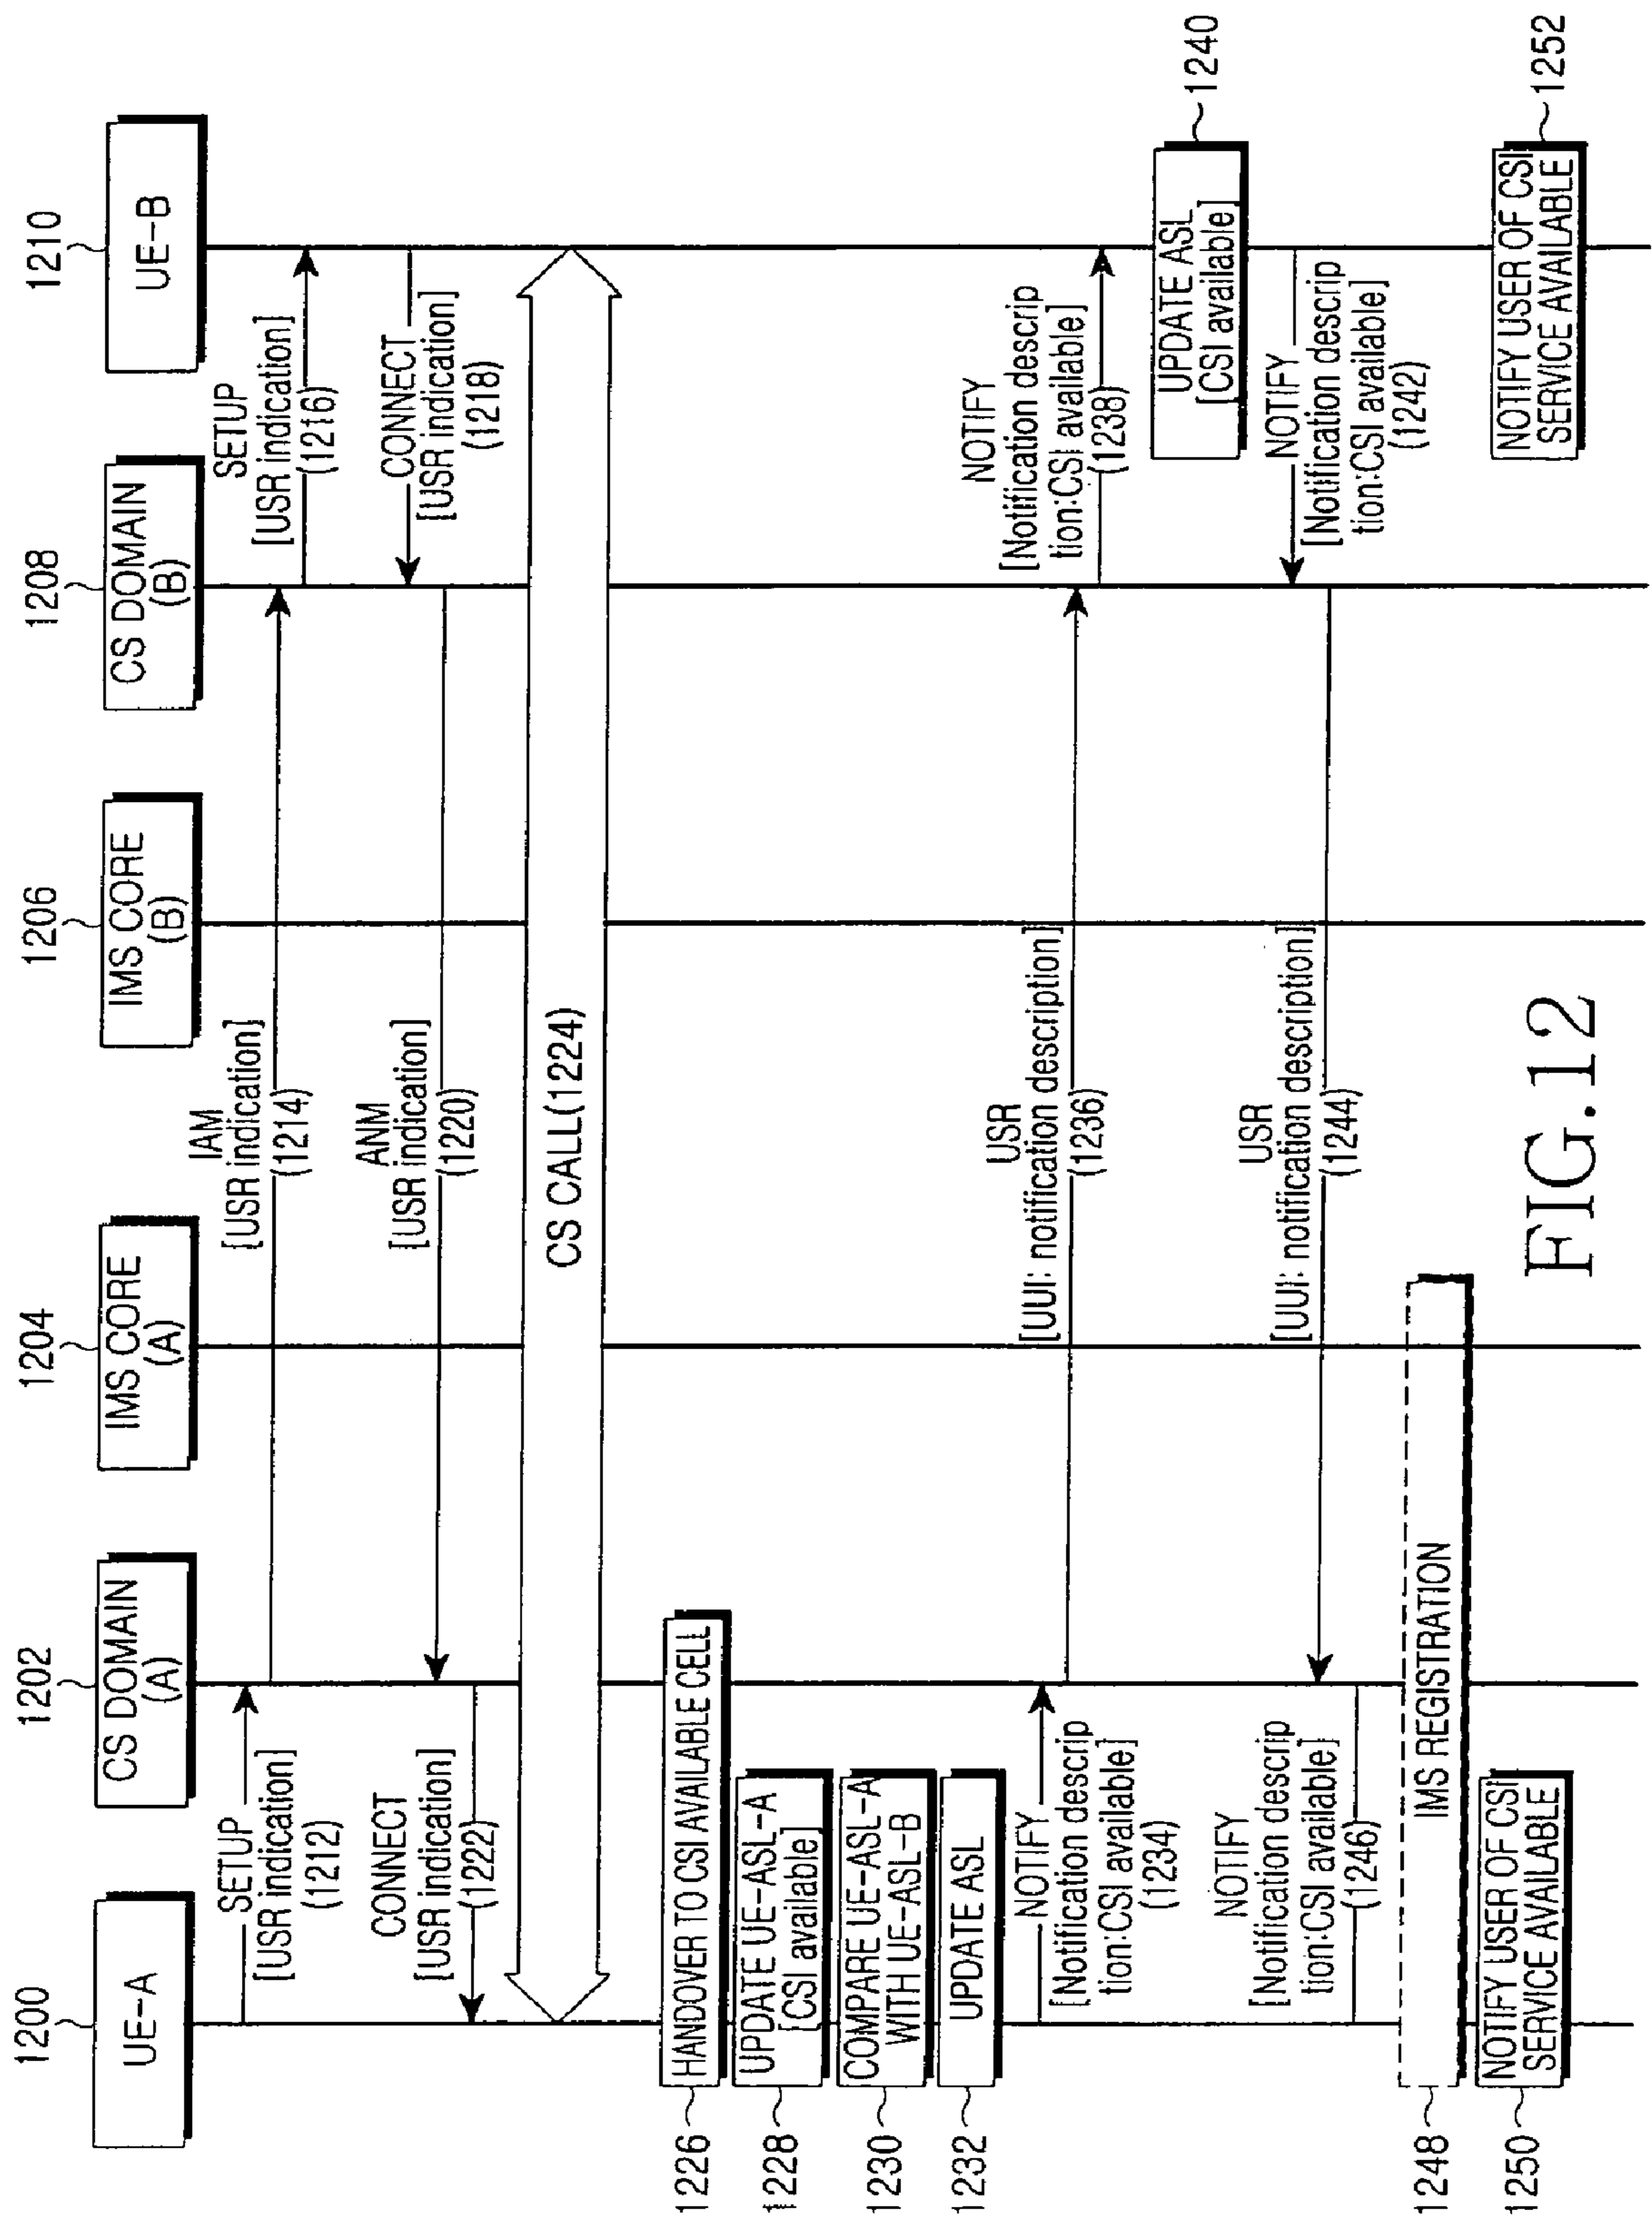 1200
UE-A
1202
CS DOMAIN
(A)
1204
IMS CORE
(A)
1206
IMS CORE
(B)
1208
CS DOMAIN
(B)
1210
UE-B
SETUP
[USR indication]
(1212)
IAM
[USR indication]
(1214)
SETUP
[USR indication]
(1216)
CONNECT
[USR indication]
(1218)
ANM
[USR indication]
(1220)
CONNECT
[USR indication]
(1222)
CS CALL(1224)
1226
HANDOVER TO CSI AVAILABLE CELL
1228
UPDATE UE-ASL-A
[CSI available]
1230
COMPARE UE-ASL-A
WITH UE-ASL-B
1232
UPDATE ASL
NOTIFY
[Notification descrip
tion:CSI available]
(1234)
USR
[UUI: notification description]
(1236)
NOTIFY
[Notification descrip
tion:CSI available]
(1238)
UPDATE ASL
[CSI available]
1240
NOTIFY
[Notification descrip
tion:CSI available]
(1242)
USR
[UUI: notification description]
(1244)
NOTIFY
[Notification descrip
tion:CSI available]
(1246)
1248
IMS REGISTRATION
1250
NOTIFY USER OF CSI
SERVICE AVAILABLE
NOTIFY USER OF CSI
SERVICE AVAILABLE
1252
FIG.12